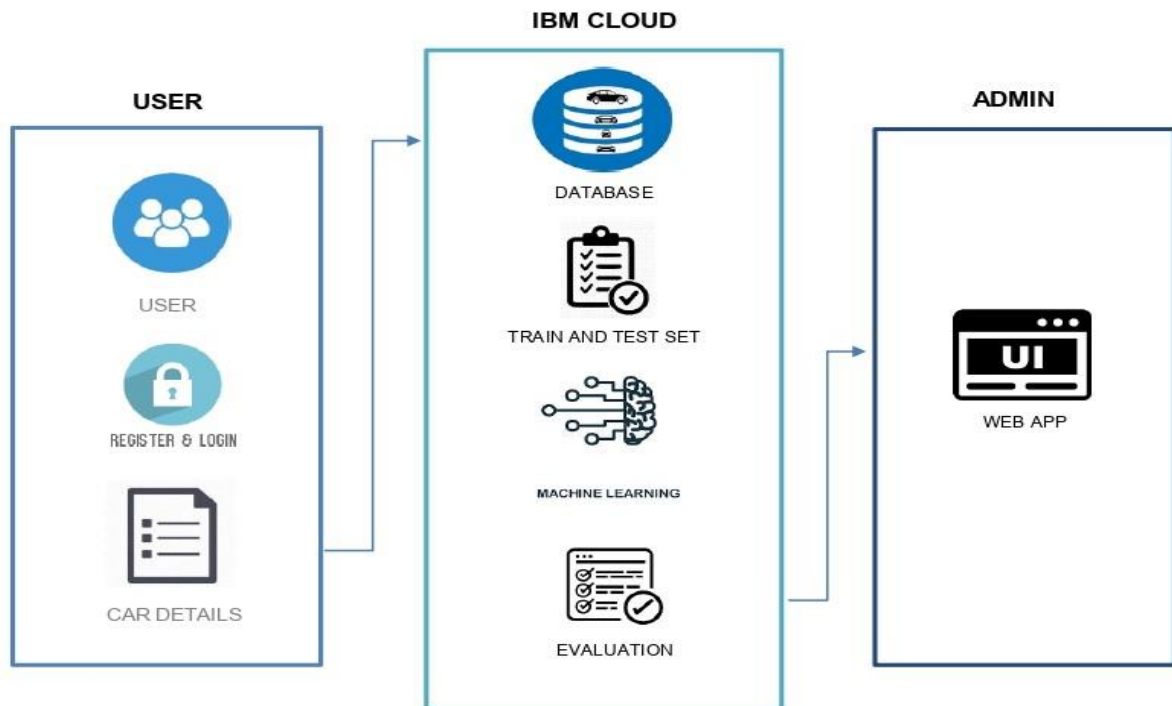 IBM CLOUD
USER
ADMIN
USER
REGISTER & LOGIN
CAR DETAILS
DATABASE
TRAIN AND TEST SET
MACHINE LEARNING
EVALUATION
UI
WEB APP